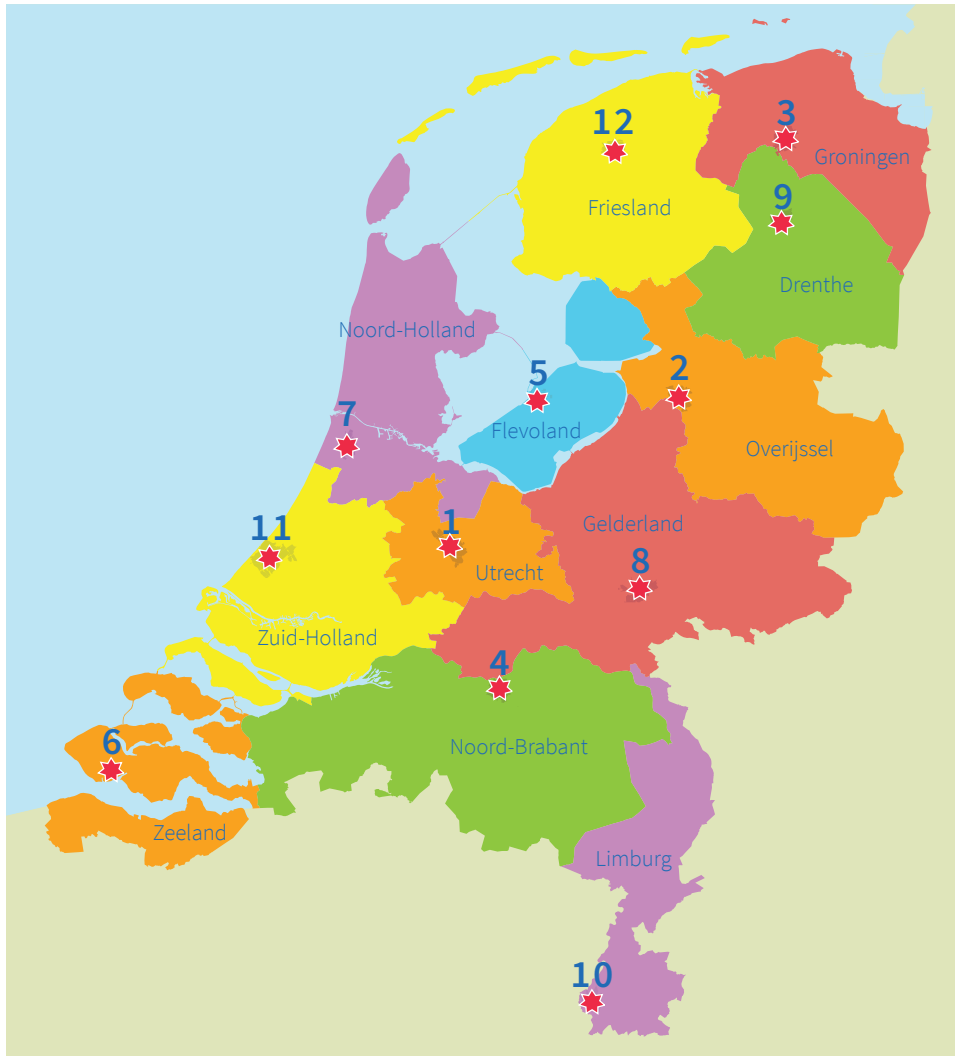 3
12
Groningen
9
Friesland
Drenthe
Noord-Holland
5
2
7
Flevoland
Overijssel
11
1
Gelderland
8
Utrecht
Zuid-Holland
4
6
Noord-Brabant
Zeeland
Limburg
10